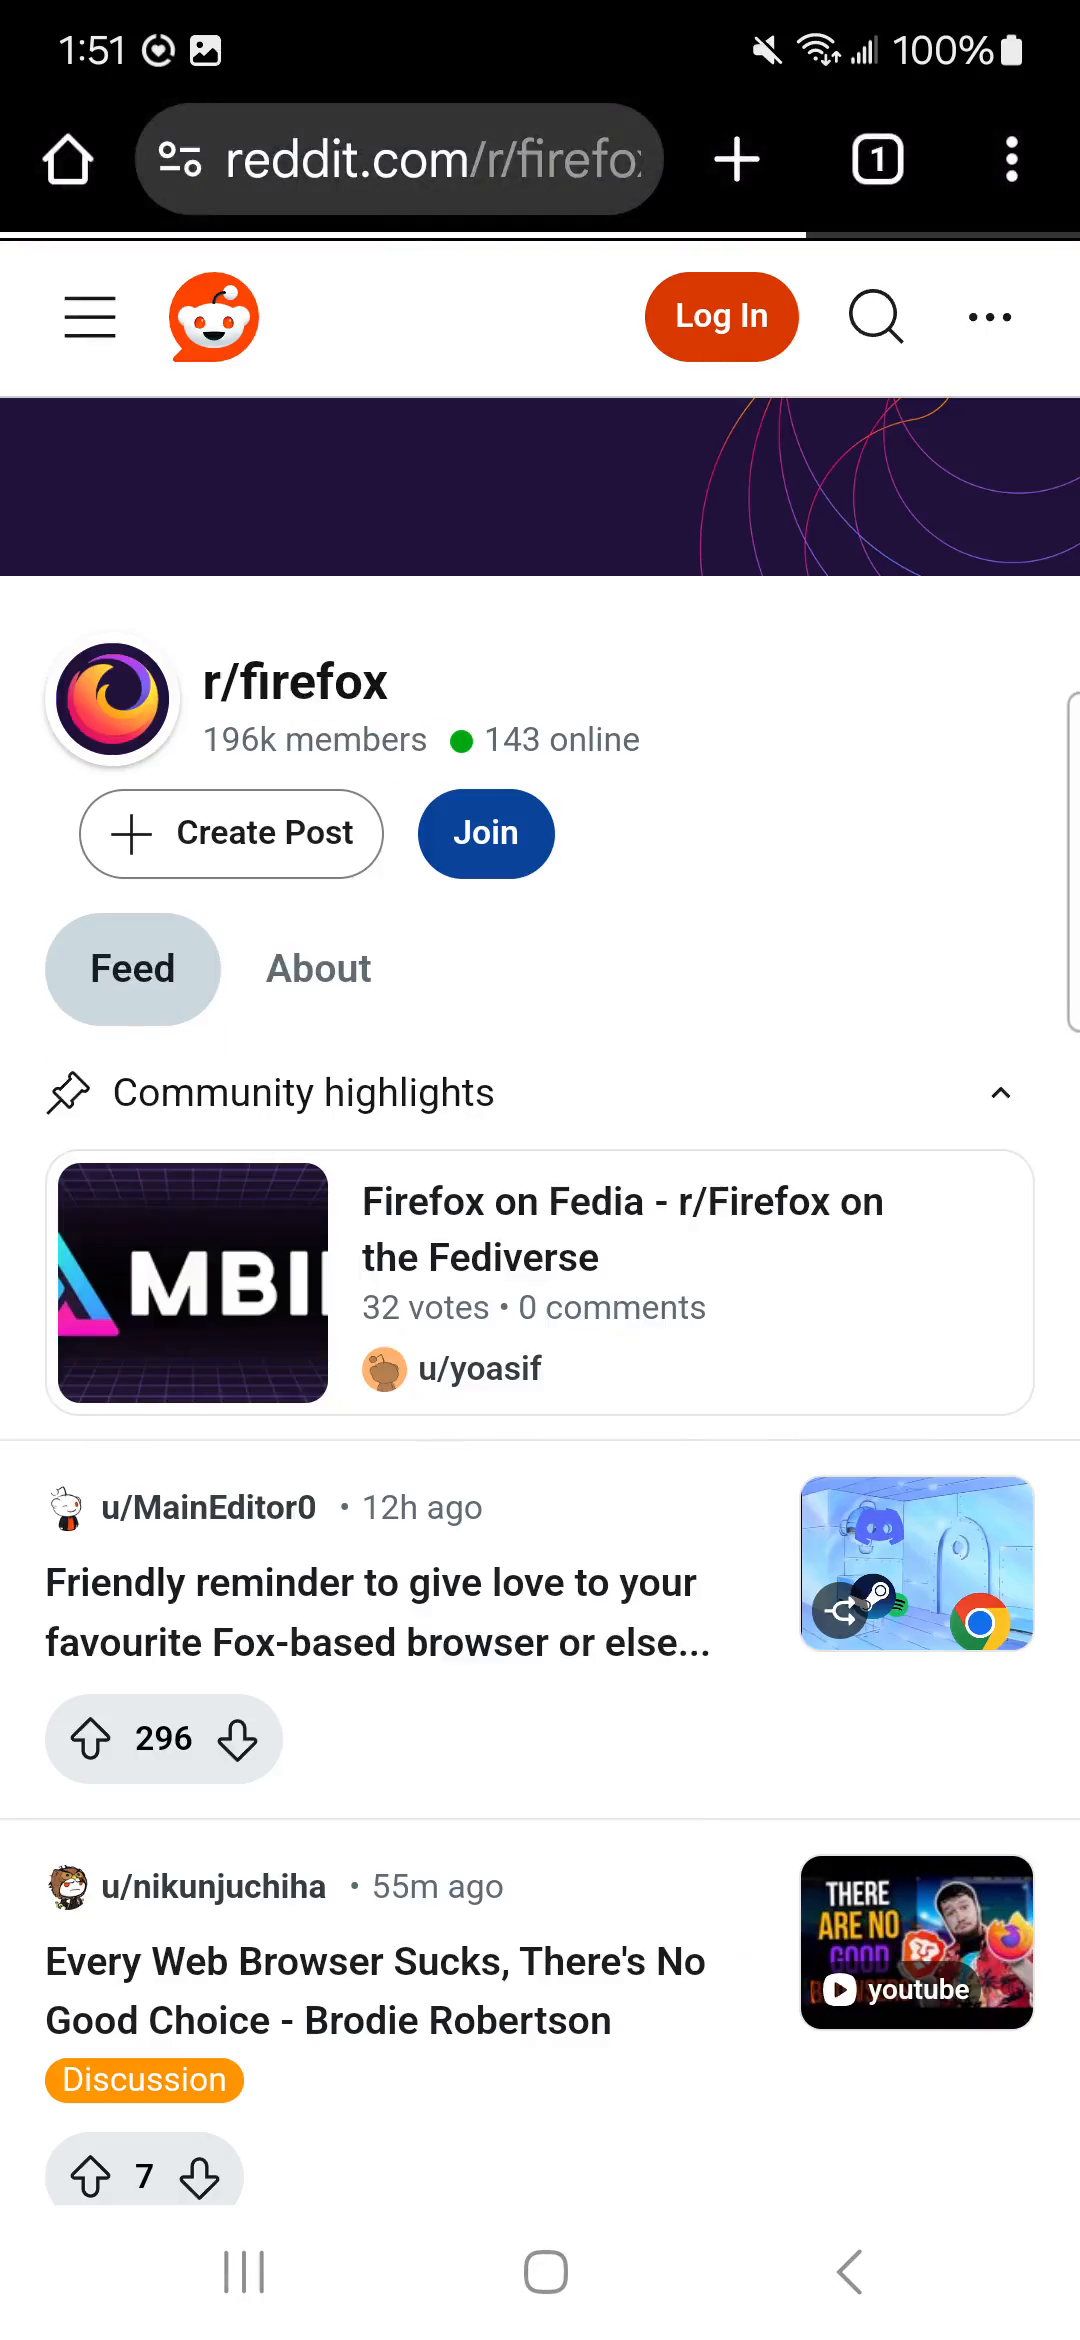 1:51 100%
reddit.com/r/firefo
1
Log In
r/firefox
196k members 143 online
Create Post Join
Feed About
Community highlights
MBI
Firefox on Fedia - r/Firefox on
the Fediverse
32 votes • 0 comments
u/yoasif
u/MainEditor0 • 12h ago
Friendly reminder to give love to your
favourite Fox-based browser or else...
296
u/nikunjuchiha • 55m ago
Every Web Browser Sucks, There's No
Good Choice - Brodie Robertson
THERE
ARE NO
GOOD
youtube
Discussion
7